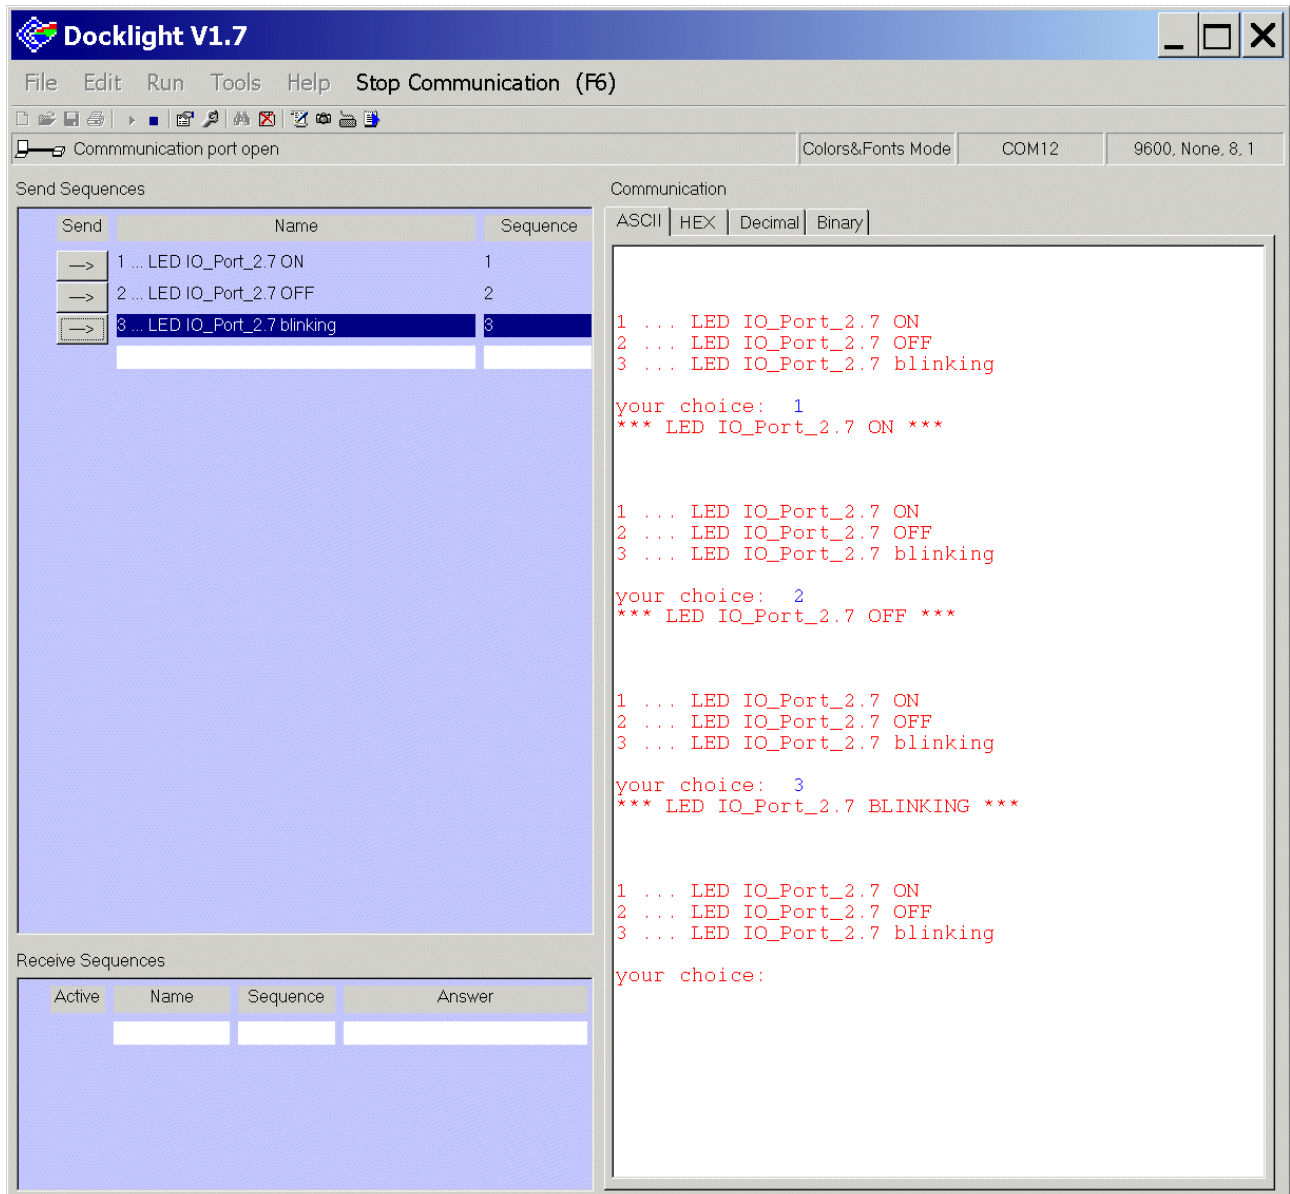 Docklight V1.7
File Edit Run Tools Help Stop Communication (F6)
Commmunication port open Colors&Fonts Mode COM12 9600, None, 8, 1
Send Sequences
Send Name Sequence
---> 1 ... LED IO_Port_2.7 ON 1
---> 2 ... LED IO_Port_2.7 OFF 2
---> 3 ... LED IO_Port_2.7 blinking 3
Receive Sequences
Active Name Sequence Answer
Communication
ASCII HEX Decimal Binary
1 ... LED IO_Port_2.7 ON
2 ... LED IO_Port_2.7 OFF
3 ... LED IO_Port_2.7 blinking
your choice: 1
*** LED IO_Port_2.7 ON ***
1 ... LED IO_Port_2.7 ON
2 ... LED IO_Port_2.7 OFF
3 ... LED IO_Port_2.7 blinking
your choice: 2
*** LED IO_Port_2.7 OFF ***
1 ... LED IO_Port_2.7 ON
2 ... LED IO_Port_2.7 OFF
3 ... LED IO_Port_2.7 blinking
your choice: 3
*** LED IO_Port_2.7 BLINKING ***
1 ... LED IO_Port_2.7 ON
2 ... LED IO_Port_2.7 OFF
3 ... LED IO_Port_2.7 blinking
your choice: